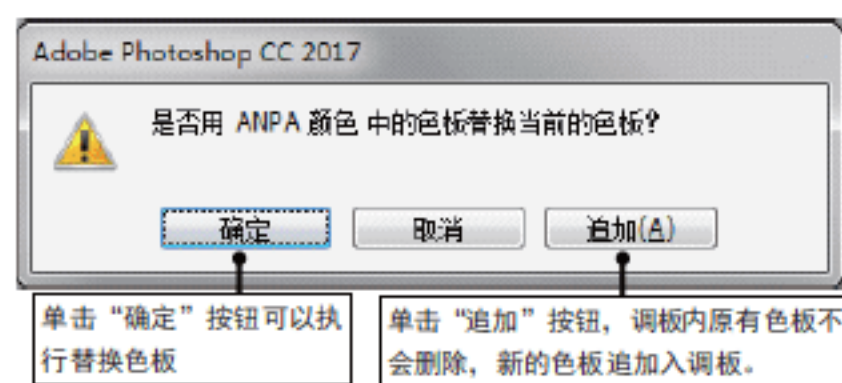 Adobe Photoshop CC 2017
是否用 ANPA 颜色 中的色板替换当前的色板?
确定
取消
追加(A)
单击“确定”按钮可以执
行替换色板
单击“追加”按钮，调板内原有色板不
会删除，新的色板追加入调板。